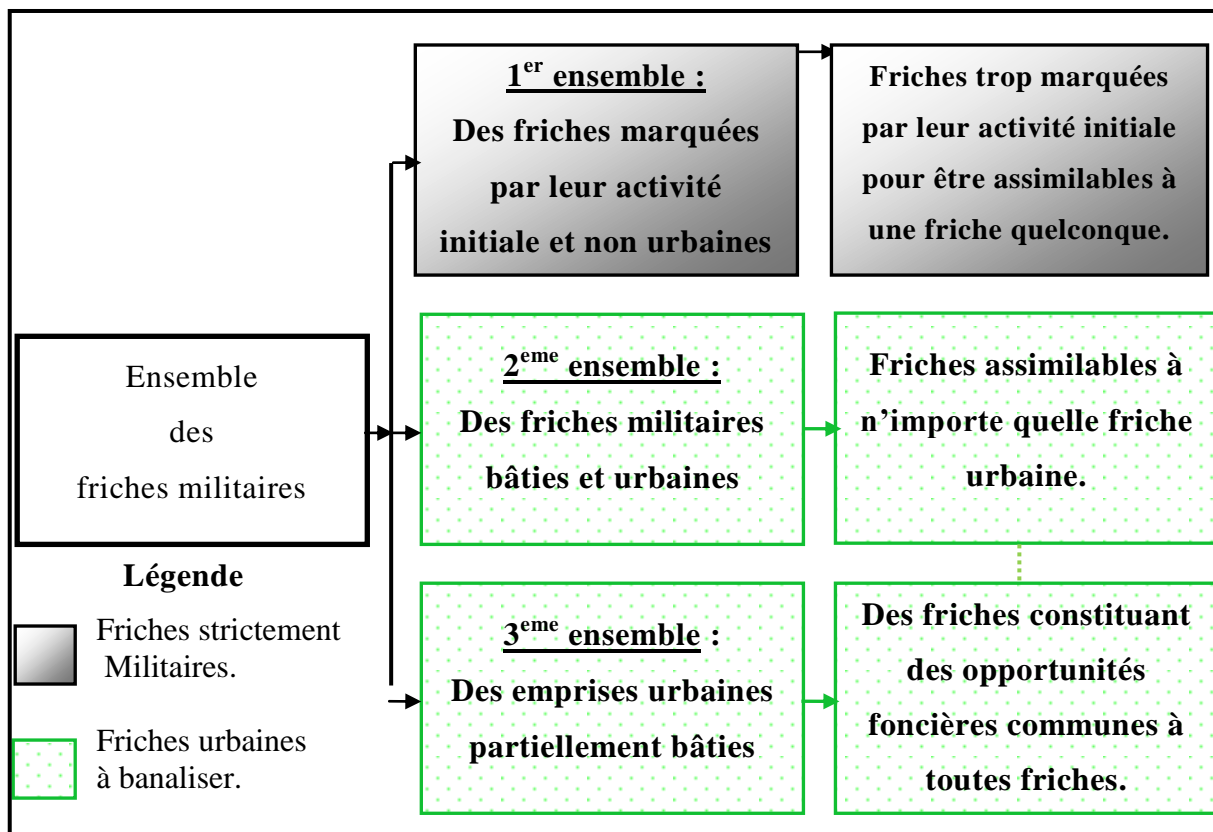 1er ensemble :
Des friches marquées
par leur activité
initiale et non urbaines
Friches trop marquées
par leur activité initiale
pour être assimilables à
une friche quelconque.
Ensemble
des
friches militaires
2eme ensemble :
Des friches militaires
bâties et urbaines
Friches assimilables à
n’importe quelle friche
urbaine.
3eme ensemble :
Des emprises urbaines
partiellement bâties
Des friches constituant
des opportunités
foncières communes à
toutes friches.
Légende
Friches strictement
Militaires.
Friches urbaines
à banaliser.